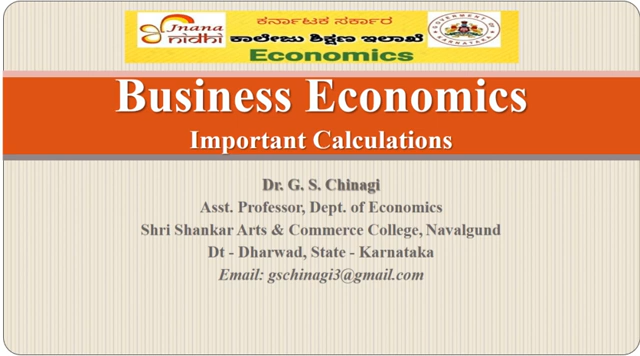 Jnana
nidhi
ಕರ್ನಾಟಕ ಸರ್ಕಾರ
ಕಾಲೇಜು ಶಿಕ್ಷಣ ಇಲಾಖೆ
Economics
Business Economics
Important Calculations
Dr. G. S. Chinagi
Asst. Professor, Dept. of Economics
Shri Shankar Arts & Commerce College, Navalgund
Dt - Dharwad, State - Karnataka
Email: gschinagi3@gmail.com